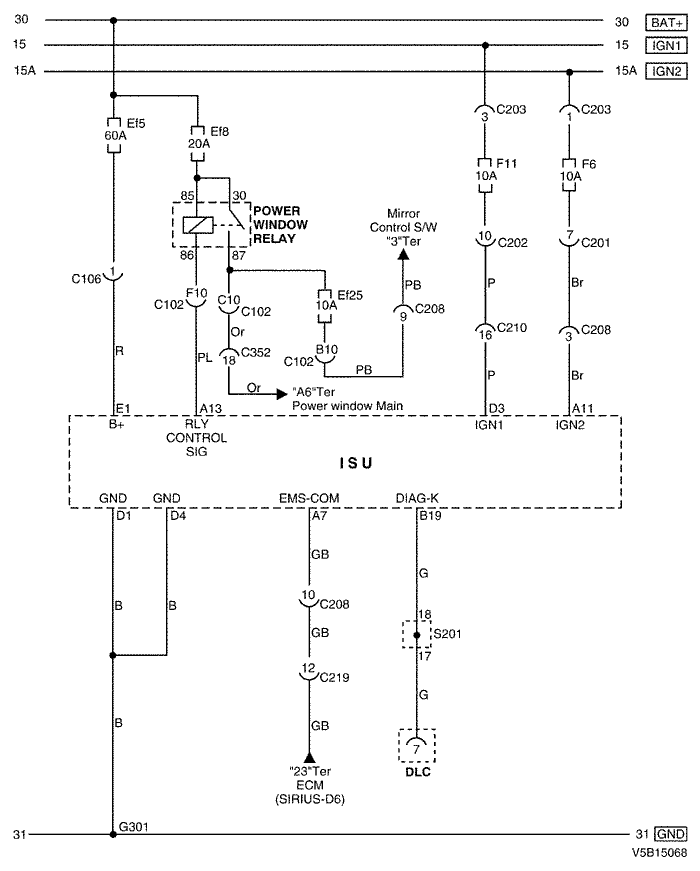 30 30 BAT+
15 15 IGN1
15A 15A IGN2
C203 C203
3 1
Ef5 Ef8
60A 20A
F11 F6
10A 10A
85 30
POWER
WINDOW
RELAY
86 87
Mirror
Control S/W
"3"Ter
10 C202 7 C201
C106 1
F10 C10
C102 C102
Ef25
10A
PB
P Br
9 C208
Or
R PL
18 C352
B10
C102
PB
16 C210 3 C208
P Br
Or "A6"Ter
Power window Main
E1 A13 D3 A11
B+ RLY
CONTROL
SIG
IGN1 IGN2
ISU
GND GND EMS-COM DIAG-K
D1 D4 A7 B19
GB
G
B B
10 C208
18
GB
S201
17
12 C219
G
B GB
7
DLC
"23"Ter
ECM
(SIRIUS-D6)
G301
31 31 GND
V5B15068